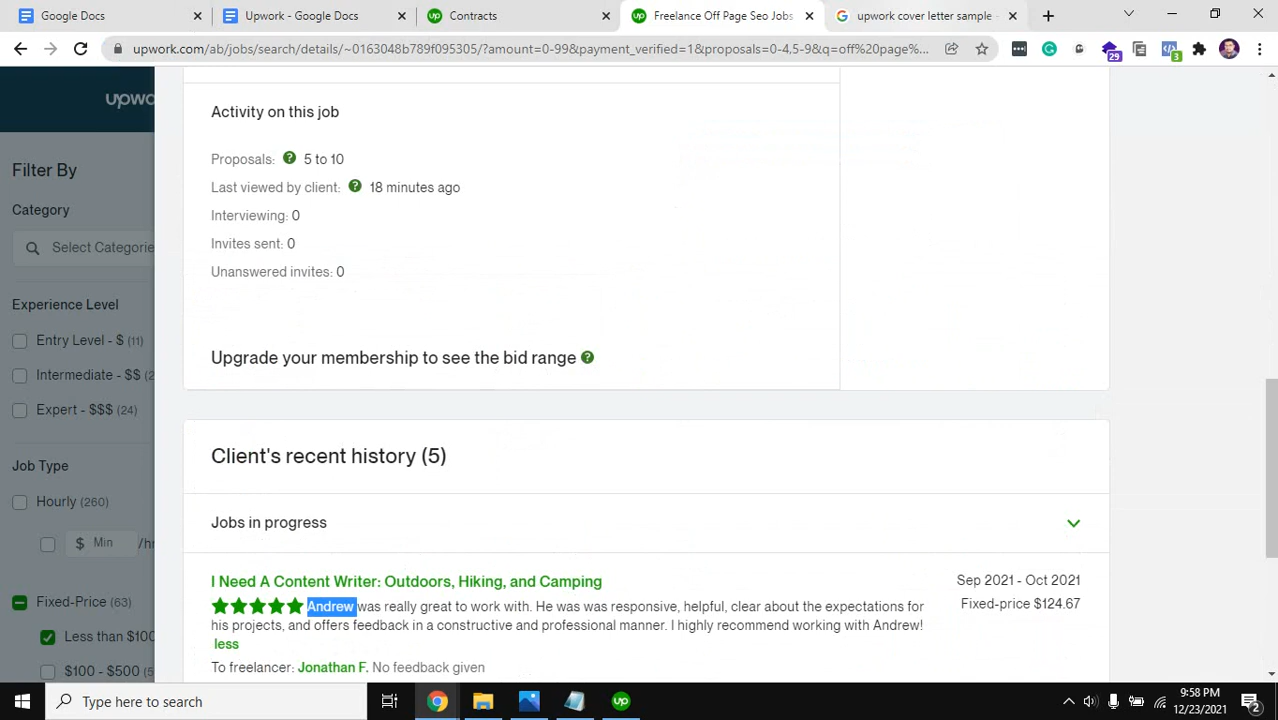 Google Docs
Upwork - Google Docs
Contracts
Freelance Off Page Seo Jobs
upwork cover letter sample -
upwork.com/ab/jobs/search/details/~0163048b789f095305/?amount=0-99&payment_verified=1&proposals=0-4,5-9&q=off%20page%...
29
3
upwo
Filter By
Category
Select Categorie
Experience Level
Entry Level - $ (11)
Intermediate - $$ (2
Expert - $$$ (24)
Job Type
Hourly (260)
$ Min /hr
Fixed-Price (63)
Less than $100
$100 - $500 (5
Activity on this job
Proposals: ? 5 to 10
Last viewed by client: ? 18 minutes ago
Interviewing: 0
Invites sent: 0
Unanswered invites: 0
Upgrade your membership to see the bid range ?
Client's recent history (5)
Jobs in progress
I Need A Content Writer: Outdoors, Hiking, and Camping
Sep 2021 - Oct 2021
Andrew was really great to work with. He was was responsive, helpful, clear about the expectations for
Fixed-price $124.67
his projects, and offers feedback in a constructive and professional manner. I highly recommend working with Andrew!
less
To freelancer: Jonathan F. No feedback given
Type here to search
up
9:58 PM
12/23/2021
2